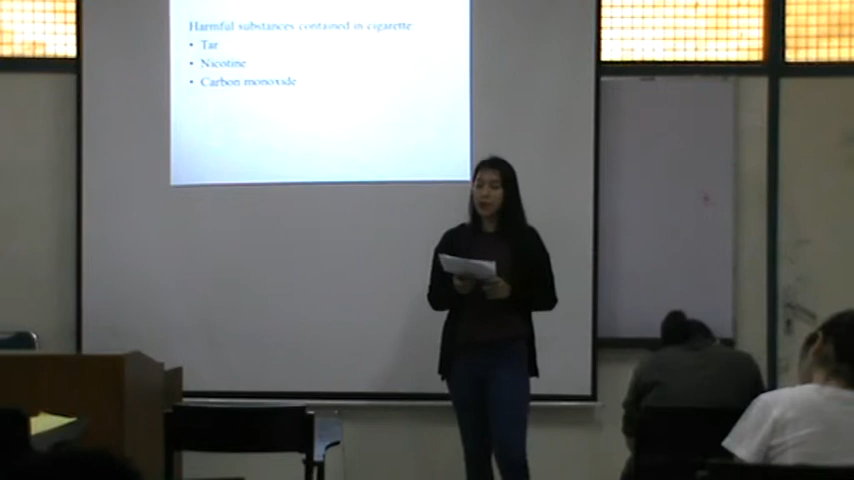 Harmful substances contained in cigarette
• Tar
• Nicotine
• Carbon monoxide